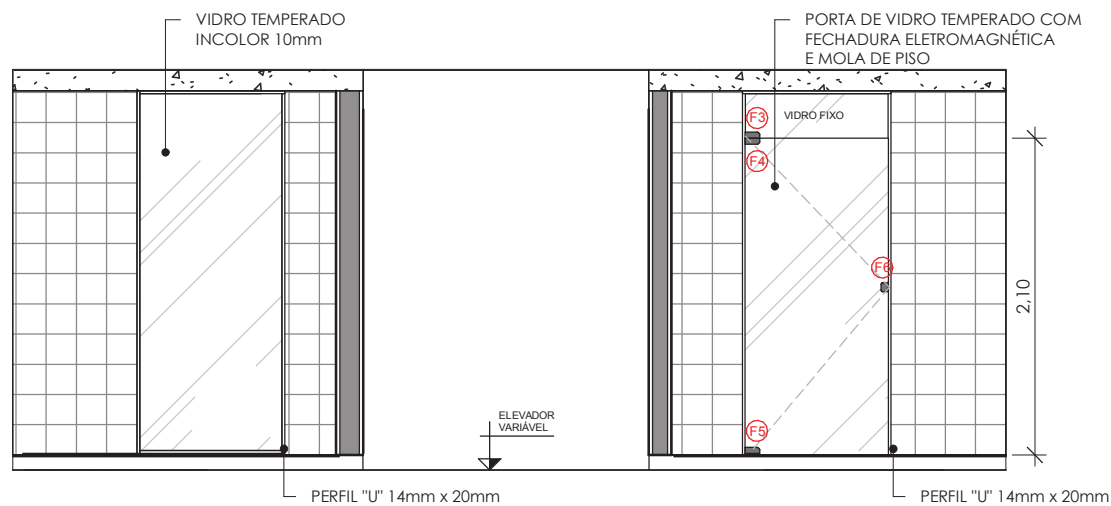 VIDRO TEMPERADO
INCOLOR 10mm
PORTA DE VIDRO TEMPERADO COM
FECHADURA ELETROMAGNÉTICA
E MOLA DE PISO
F3
VIDRO FIXO
F4
F6
2,10
ELEVADOR
VARIÁVEL
F5
PERFIL "U" 14mm x 20mm
PERFIL "U" 14mm x 20mm